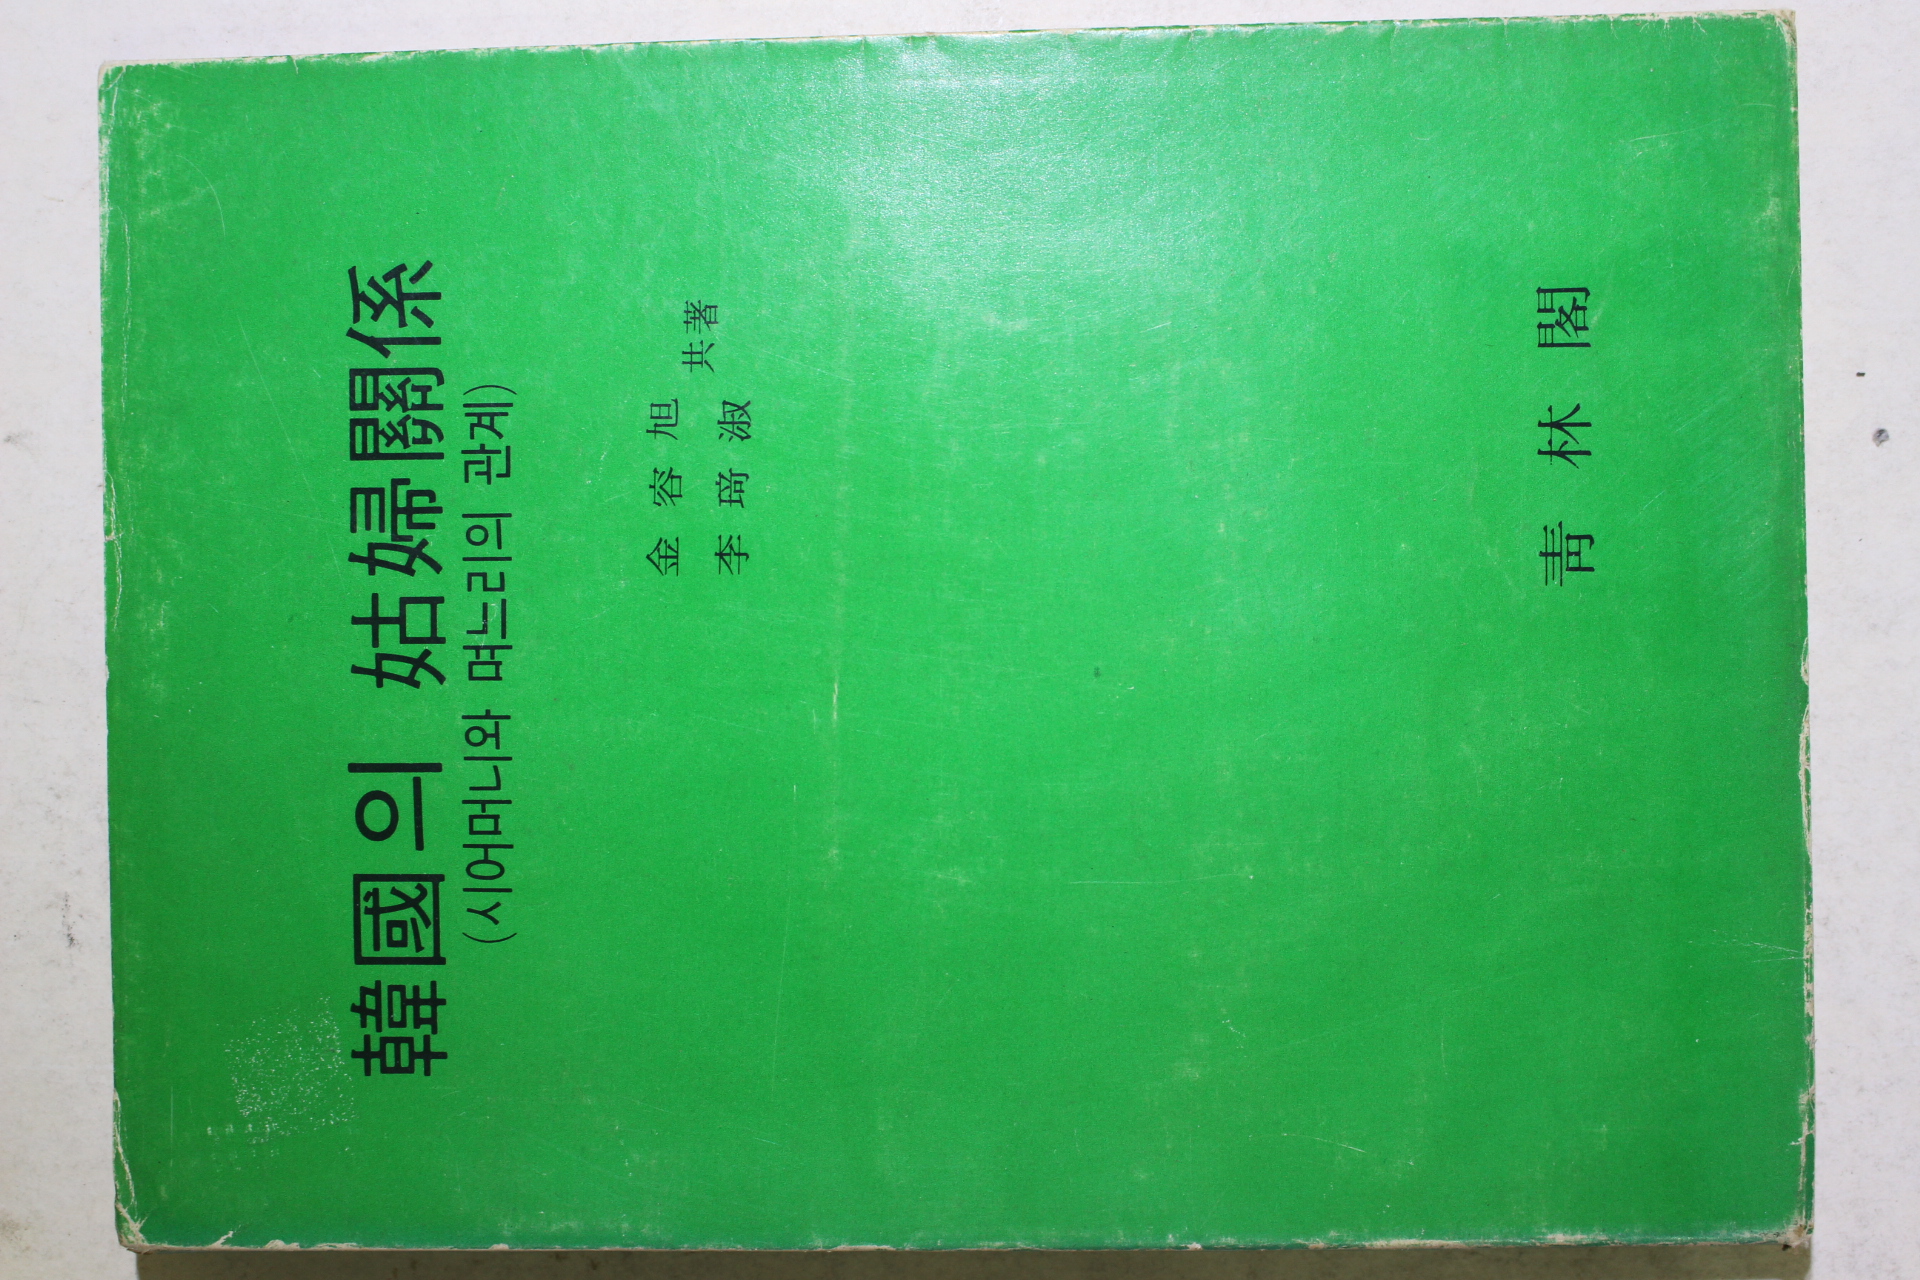 韓國의 姑婦關係
(시어머니와 며느리의 관계)
金容旭
李琦淑
共著
靑林閣